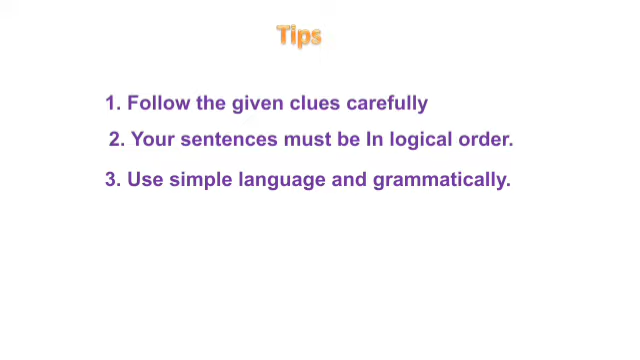 Tips
1. Follow the given clues carefully
2. Your sentences must be In logical order.
3. Use simple language and grammatically.